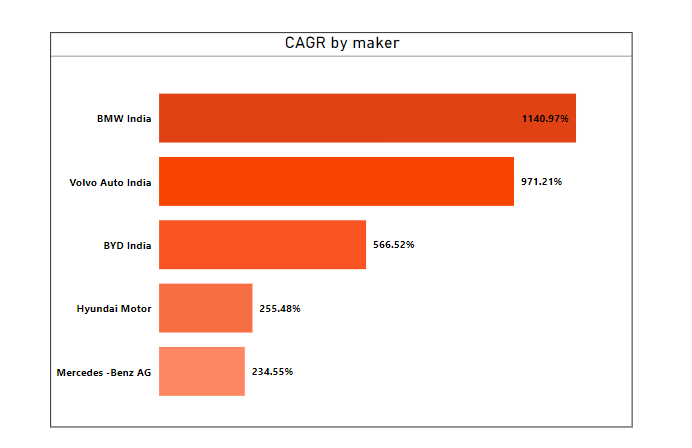 CAGR by maker
BMW India 1140.97%
Volvo Auto India 971.21%
BYD India 566.52%
Hyundai Motor 255.48%
Mercedes -Benz AG 234.55%